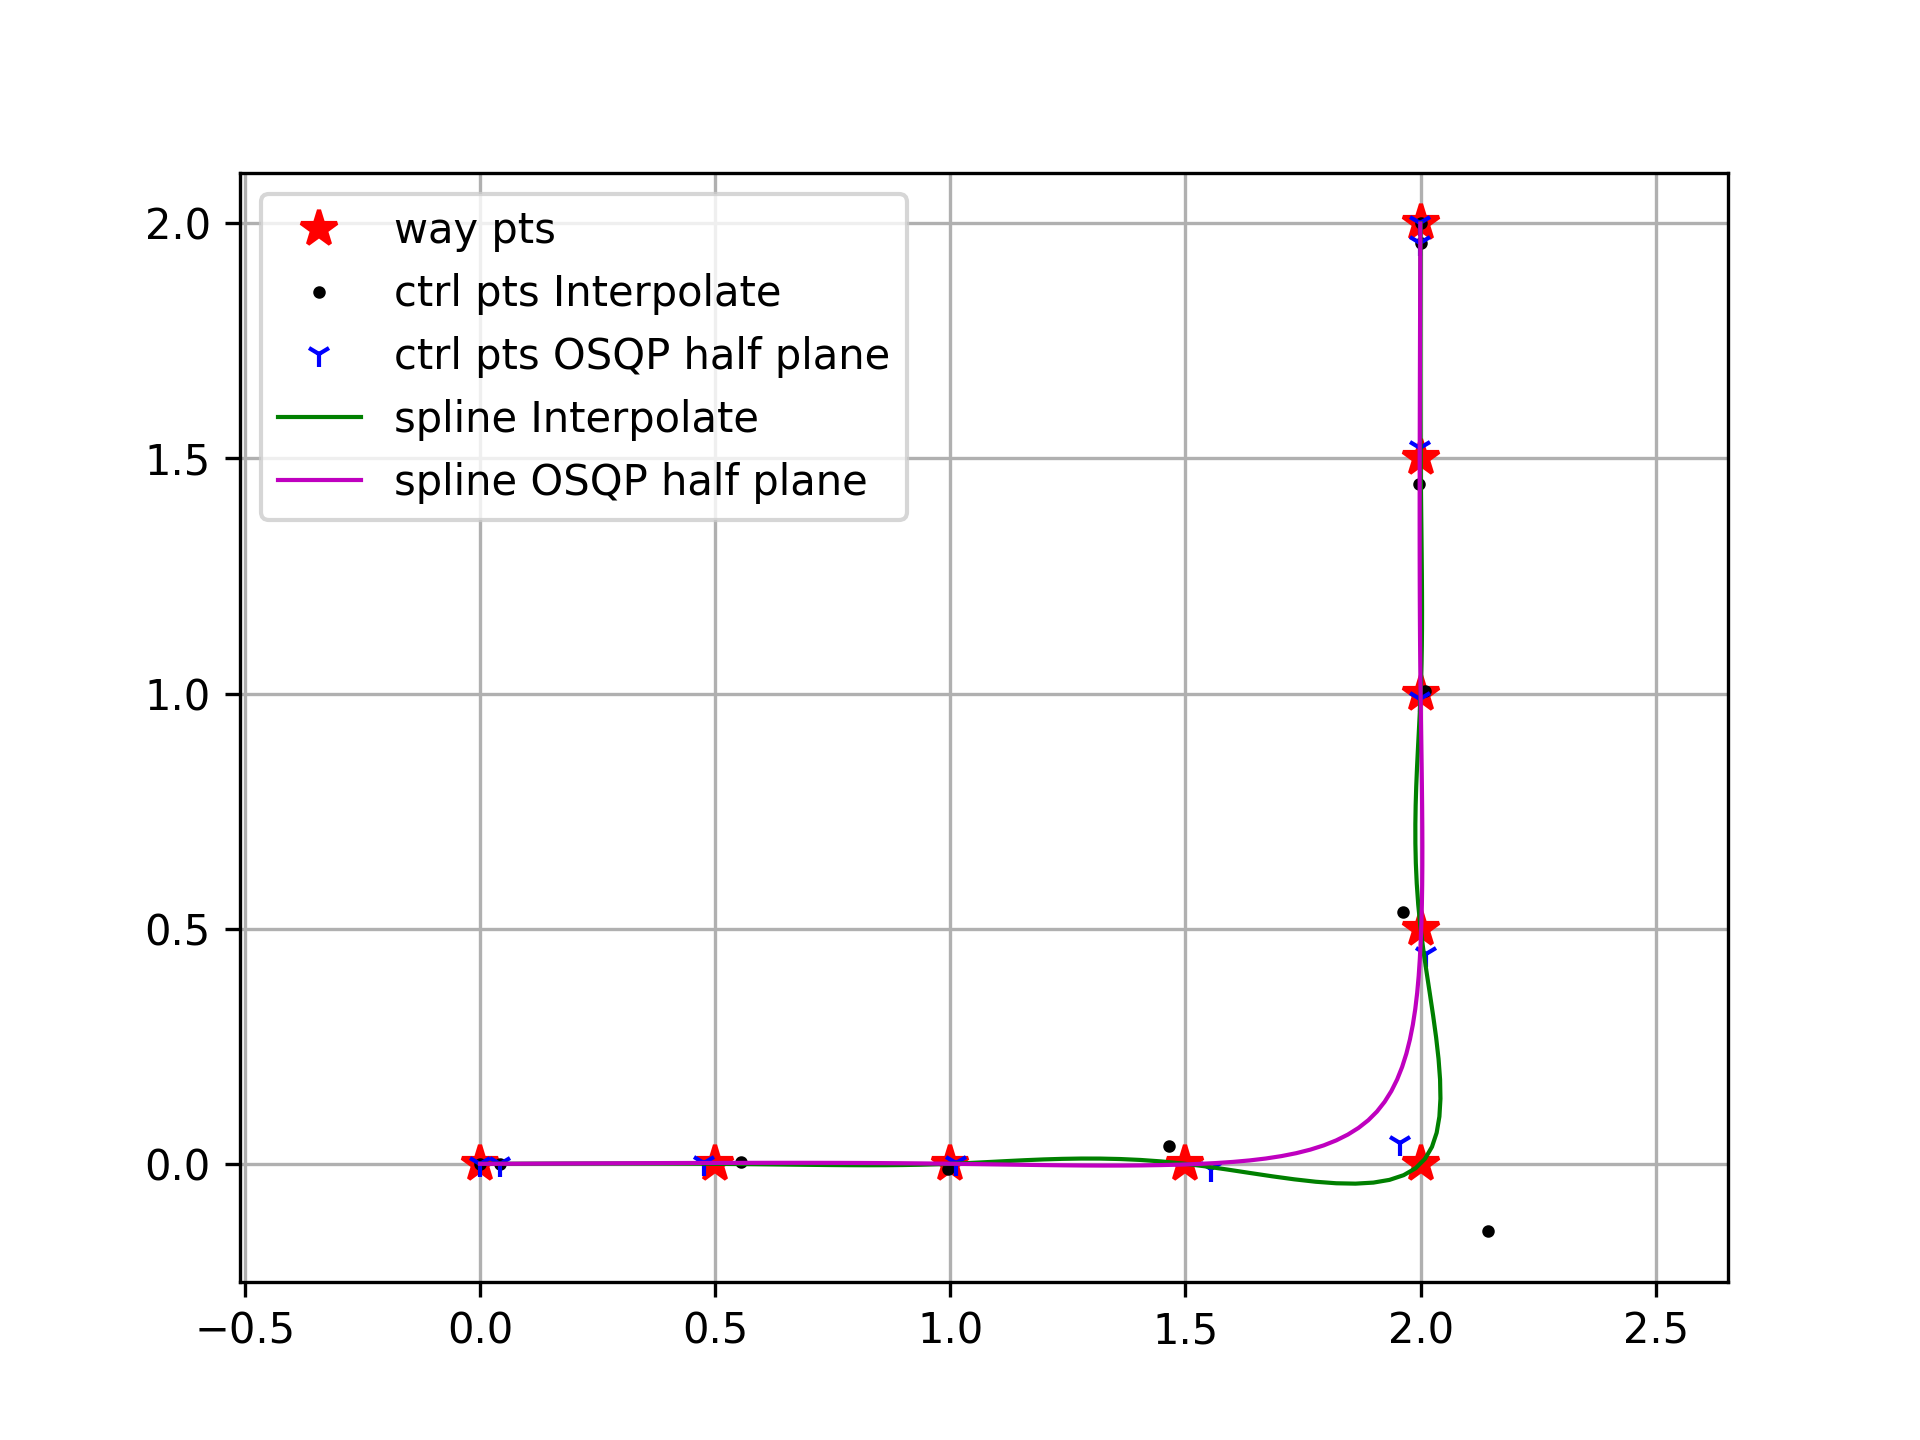 way pts
ctrl pts Interpolate
ctrl pts OSQP half plane
spline Interpolate
spline OSQP half plane
2.0
1.5
1.0
0.5
0.0
−0.5 0.0 0.5 1.0 1.5 2.0 2.5